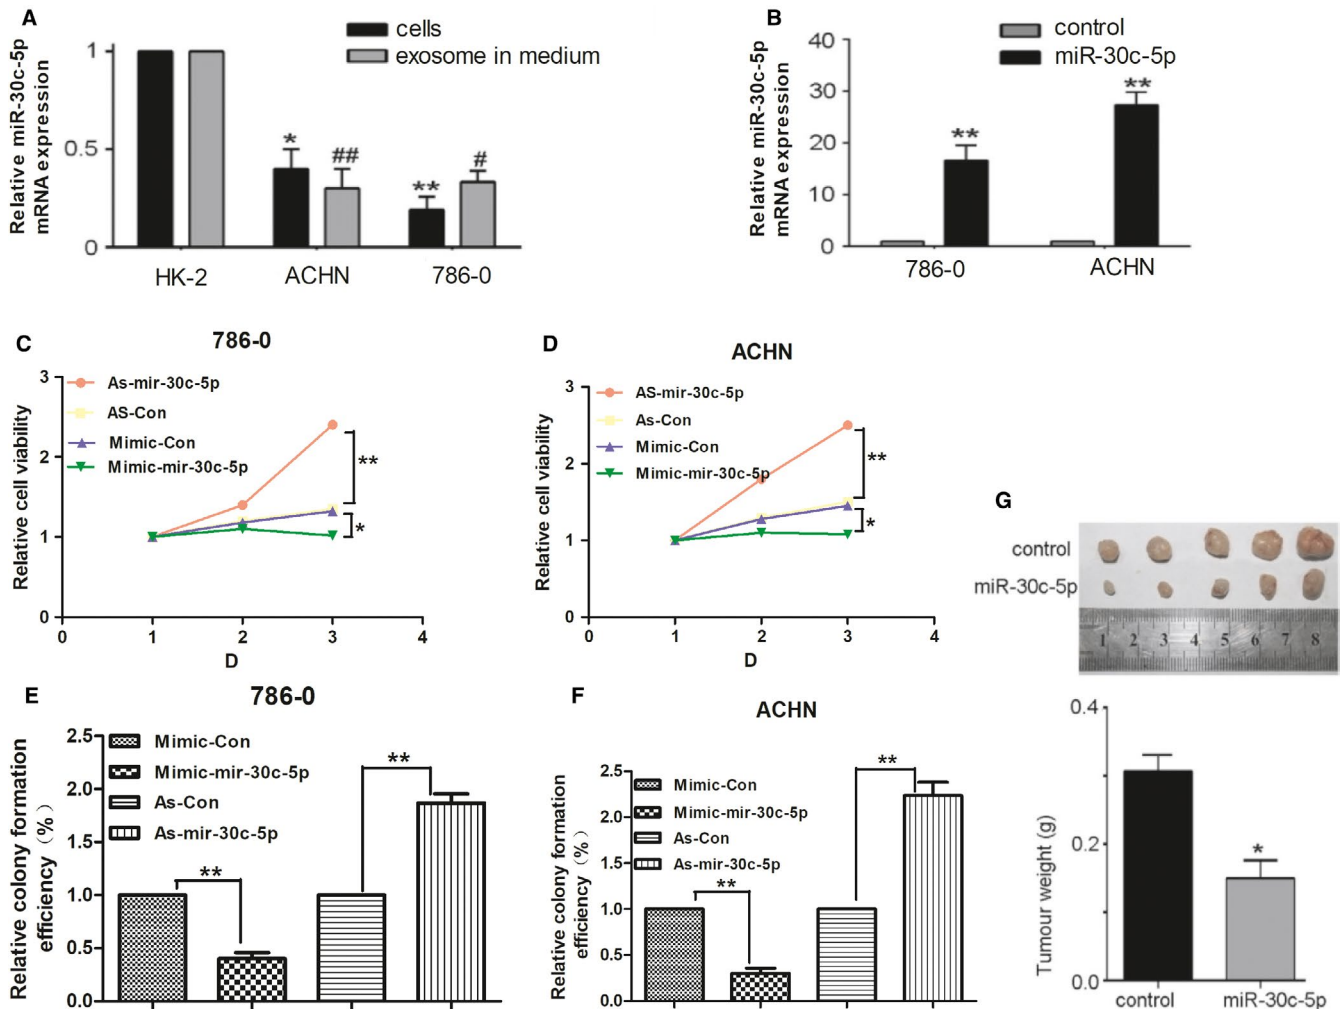 A
cells
exosome in medium
Relative miR-30c-5p
mRNA expression
1
0.5
0
*
##
**
#
HK-2
ACHN
786-0
B
control
miR-30c-5p
Relative miR-30c-5p
mRNA expression
40
30
20
10
0
**
**
786-0
ACHN
C
786-0
As-mir-30c-5p
AS-Con
Mimic-Con
Mimic-mir-30c-5p
Relative cell viability
3
2
1
0
**
*
0
1
2
3
4
D
D
ACHN
AS-mir-30c-5p
As-Con
Mimic-Con
Mimic-mir-30c-5p
Relative cell viability
3
2
1
0
**
*
0
1
2
3
4
D
E
786-0
Mimic-Con
Mimic-mir-30c-5p
As-Con
As-mir-30c-5p
Relative colony formation
efficiency (%)
2.5
2.0
1.5
1.0
0.5
0.0
**
**
F
ACHN
Mimic-Con
Mimic-mir-30c-5p
As-Con
As-mir-30c-5p
Relative colony formation
efficiency (%)
2.5
2.0
1.5
1.0
0.5
0.0
**
**
G
control
miR-30c-5p
1 2 3 4 5 6 7 8
Tumour weight (g)
0.4
0.2
0.0
*
control
miR-30c-5p